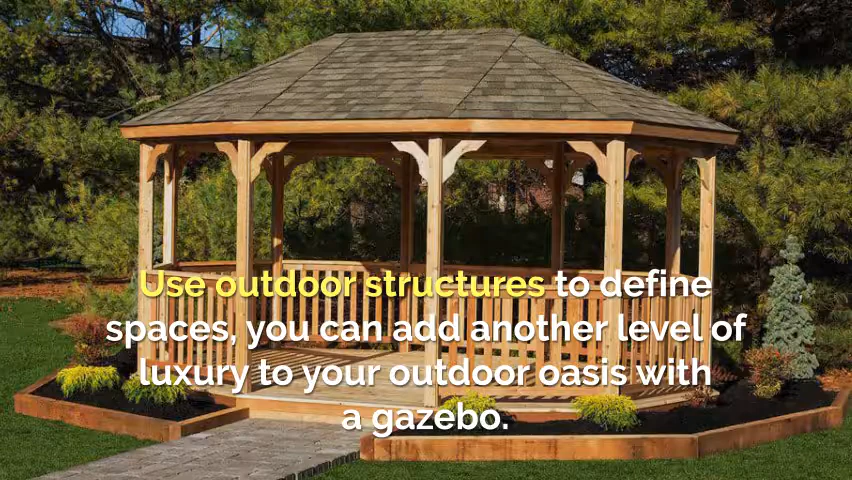 Use outdoor structures to define
spaces, you can add another level of
luxury to your outdoor oasis with
a gazebo.